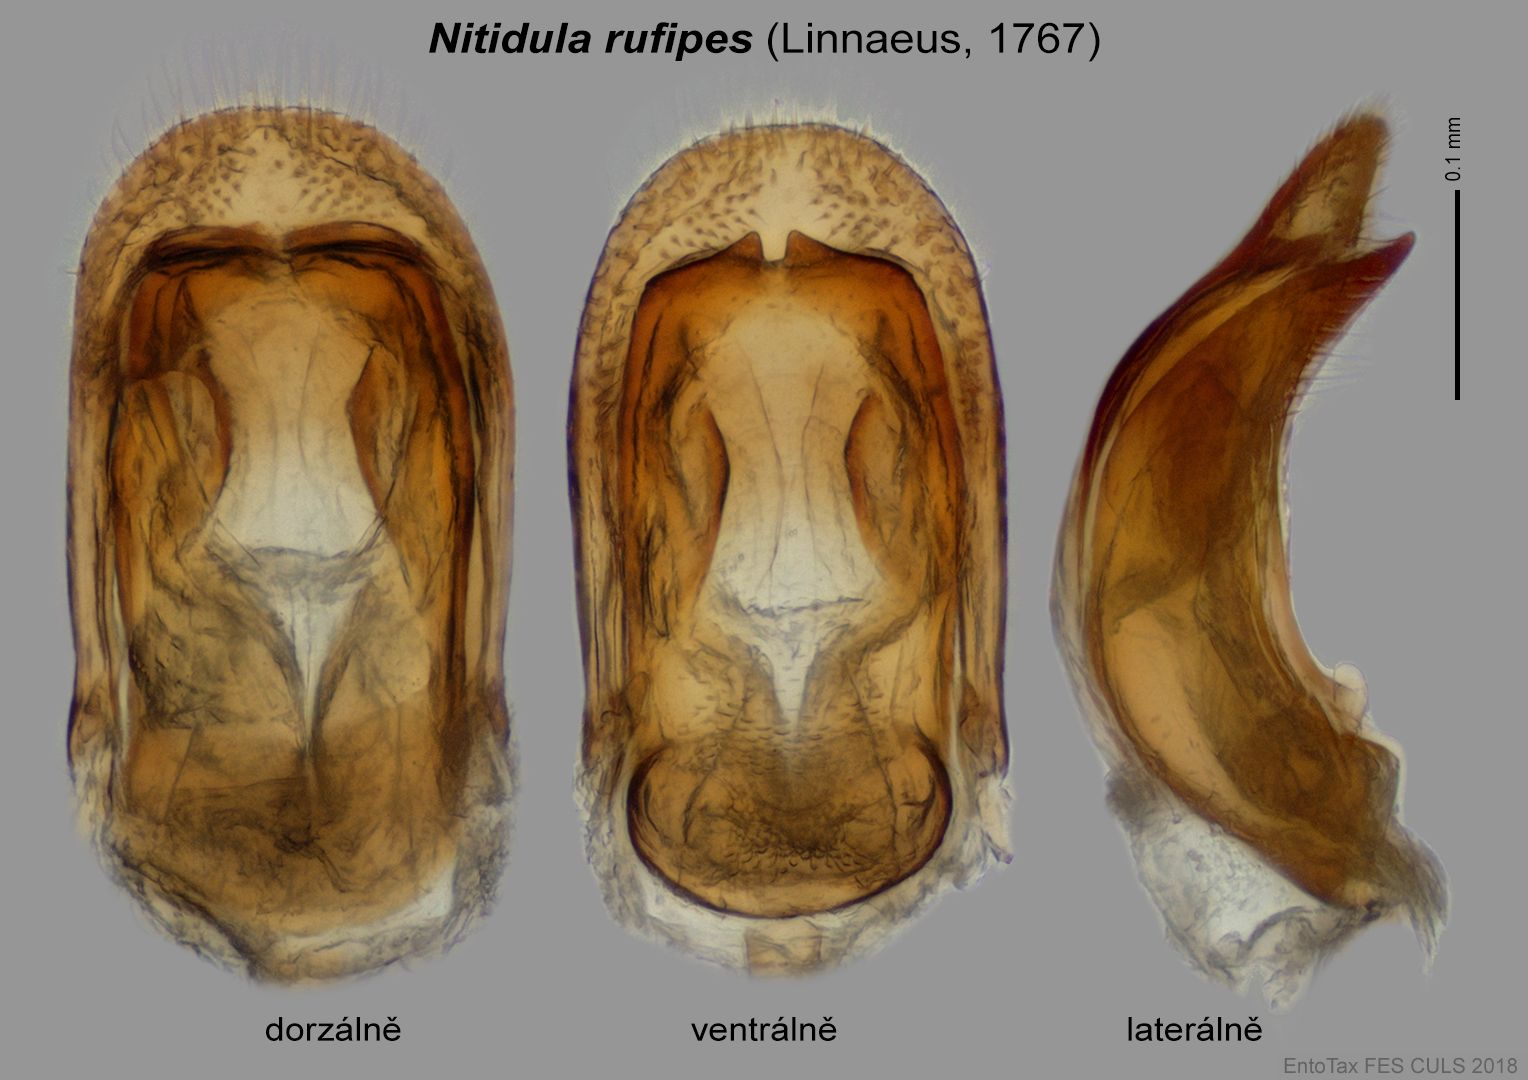 Nitidula rufipes (Linnaeus, 1767)
0.1 mm
dorzálně
ventrálně
laterálně
EntoTax FES CULS 2018